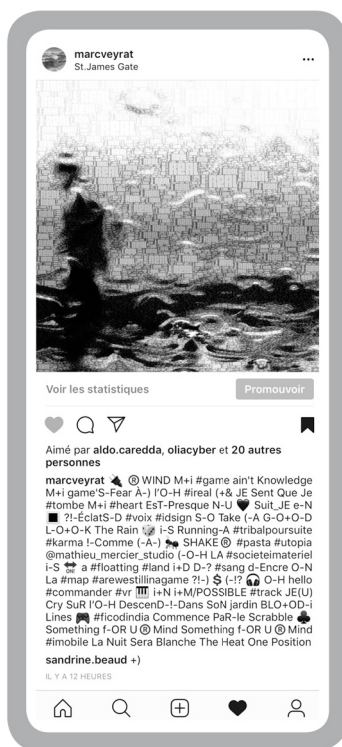 marcveyrat
St.James Gate
Voir les statistiques
Promouvoir
Aimé par aldo.caredda, oliacyber et 20 autres
personnes
marcveyrat 🔌 ®WIND M+i #game ain't Knowledge
M+i game'S-Fear À-) l'O-H #ireal (+& JE Sent Que Je
#tombe M+i #heart EsT-Presque N-U 🖤 Suit_JE e-N
🔳 ?!-ÉclatS-D #voix #idsign S-O Take (-A G-O+O-D
L-O+O-K The Rain 🎲 i-S Running-A #tribalpoursuite
#karma !-Comme (-A-) 🐜 SHAKE® #pasta #utopia
@mathieu_mercier_studio (-O-H LA #societeimateriel
i-S 🔛 a #floatting #land i+D D-? #sang d-Encre O-N
La #map #arewestillinagame ?!-) 💲 (-!? 🎧 O-H hello
#commander #vr 🎹 i+N i+M/POSSIBLE #track JE(U)
Cry SuR l'O-H DescenD-!-Dans SoN jardin BLO+OD-i
Lines 🎮 #ficodindia Commence PaR-le Scrabble ♣️
Something f-OR U®Mind Something f-OR U®Mind
#imobile La Nuit Sera Blanche The Heat One Position
sandrine.beaud +)
IL Y A 12 HEURES